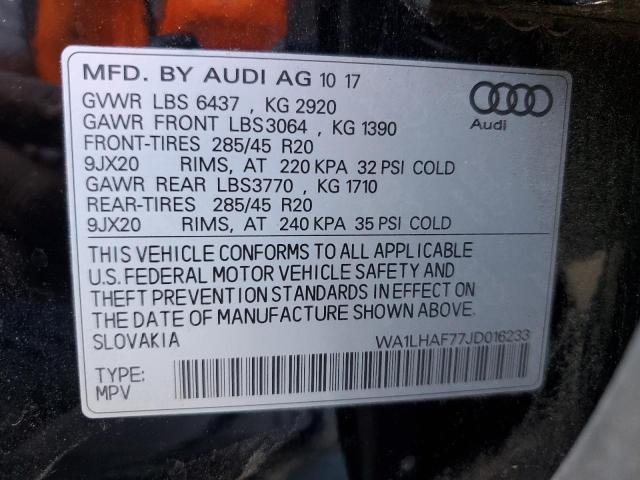 MFD. BY AUDI AG 10 17
GVWR LBS 6437 , KG 2920
GAWR FRONT LBS3064 , KG 1390
FRONT-TIRES 285/45 R20
9JX20 RIMS, AT 220 KPA 32 PSI COLD
GAWR REAR LBS3770 , KG 1710
REAR-TIRES 285/45 R20
9JX20 RIMS, AT 240 KPA 35 PSI COLD
Audi
THIS VEHICLE CONFORMS TO ALL APPLICABLE
U.S. FEDERAL MOTOR VEHICLE SAFETY AND
THEFT PREVENTION STANDARDS IN EFFECT ON
THE DATE OF MANUFACTURE SHOWN ABOVE.
SLOVAKIA WA1LHAF77JD016233
TYPE:
MPV